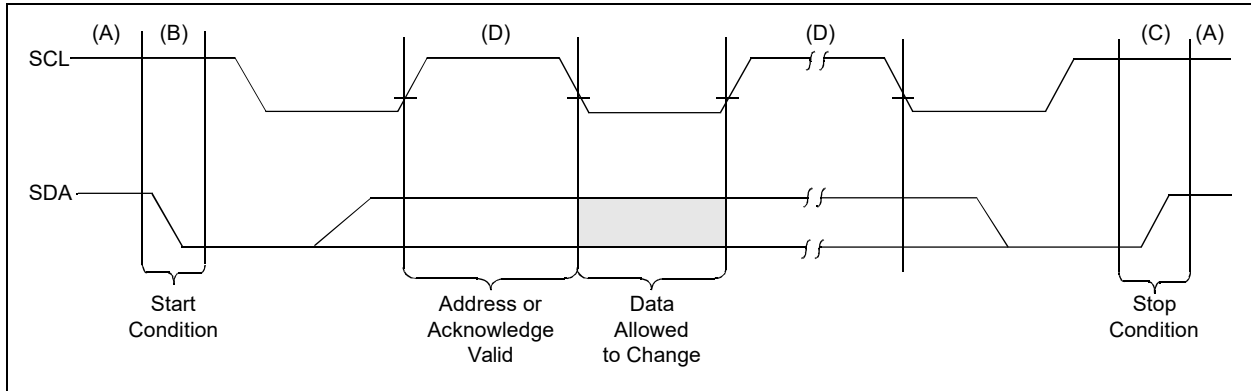 (A) (B) (D) (D) (C) (A)
SCL
SDA
Start
Condition
Address or
Acknowledge
Valid
Data
Allowed
to Change
Stop
Condition